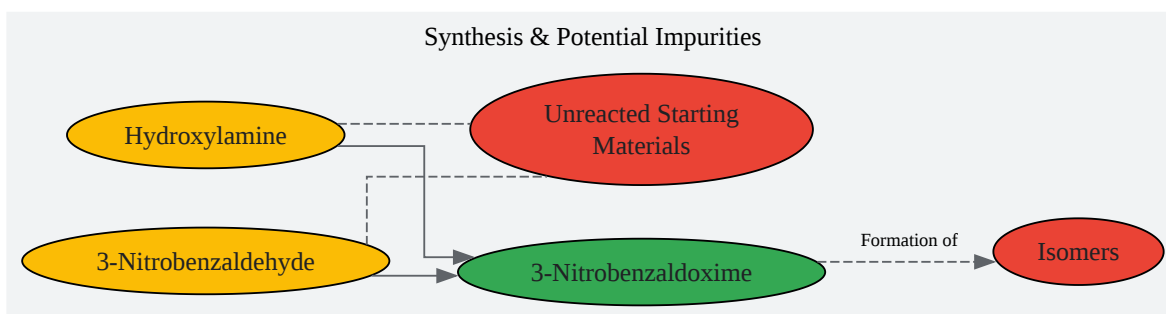 Synthesis & Potential Impurities
Hydroxylamine
Unreacted Starting
Materials
3-Nitrobenzaldehyde
3-Nitrobenzaldoxime
Formation of
Isomers